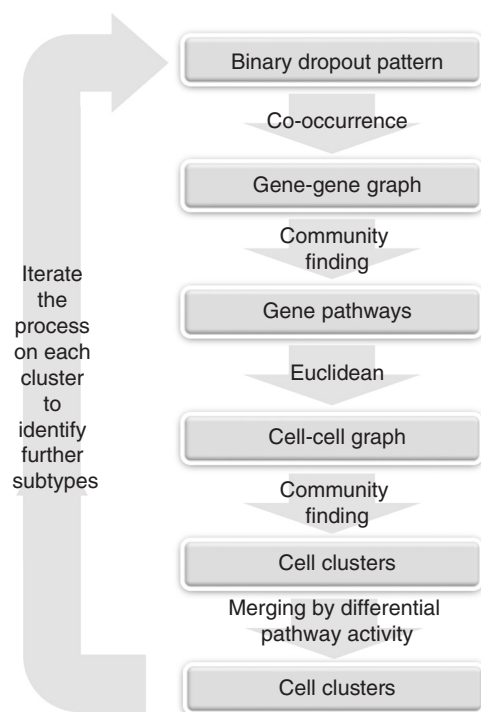 Binary dropout pattern
Co-occurrence
Gene-gene graph
Community
finding
Gene pathways
Euclidean
Cell-cell graph
Community
finding
Cell clusters
Merging by differential
pathway activity
Cell clusters
Iterate
the
process
on each
cluster
to
identify
further
subtypes